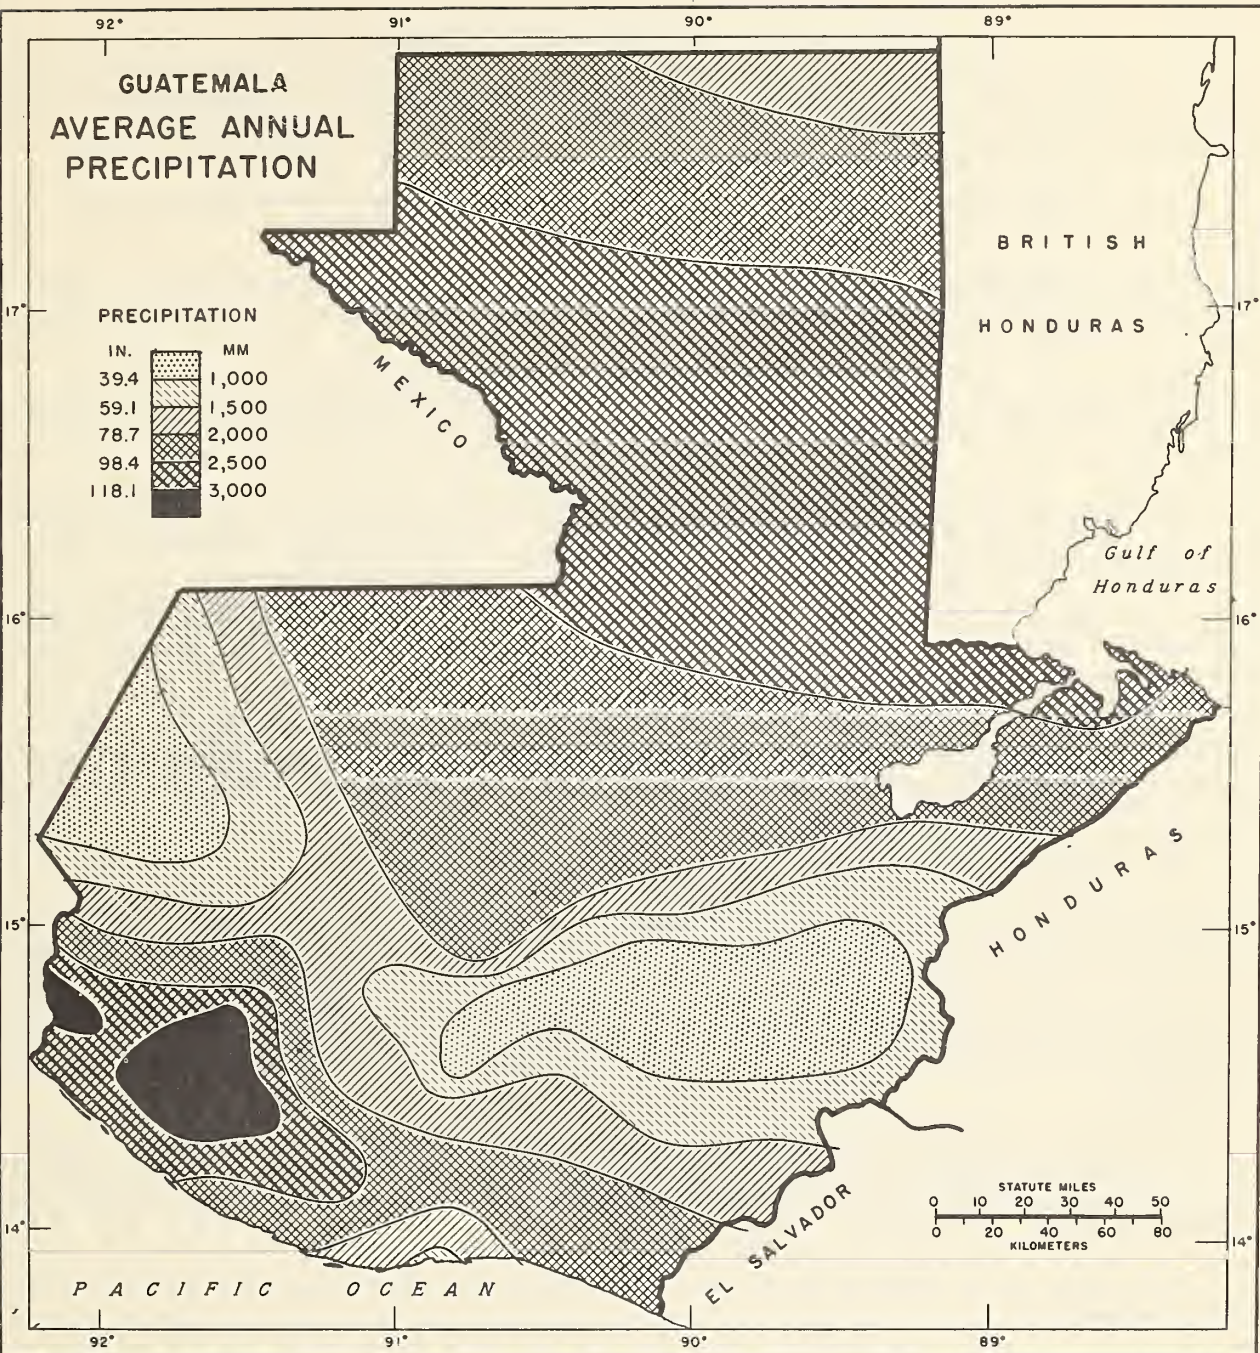 92° 91° 90° 89°
GUATEMALA
AVERAGE ANNUAL
PRECIPITATION
BRITISH
HONDURAS
17° 17°
PRECIPITATION
IN. MM
39.4 1,000
59.1 1,500
78.7 2,000
98.4 2,500
118.1 3,000
MEXICO
Gulf of
Honduras
16° 16°
HONDURAS
15° 15°
EL SALVADOR
STATUTE MILES
0 10 20 30 40 50
0 20 40 60 80
KILOMETERS
14° 14°
PACIFIC OCEAN
92° 91° 90° 89°